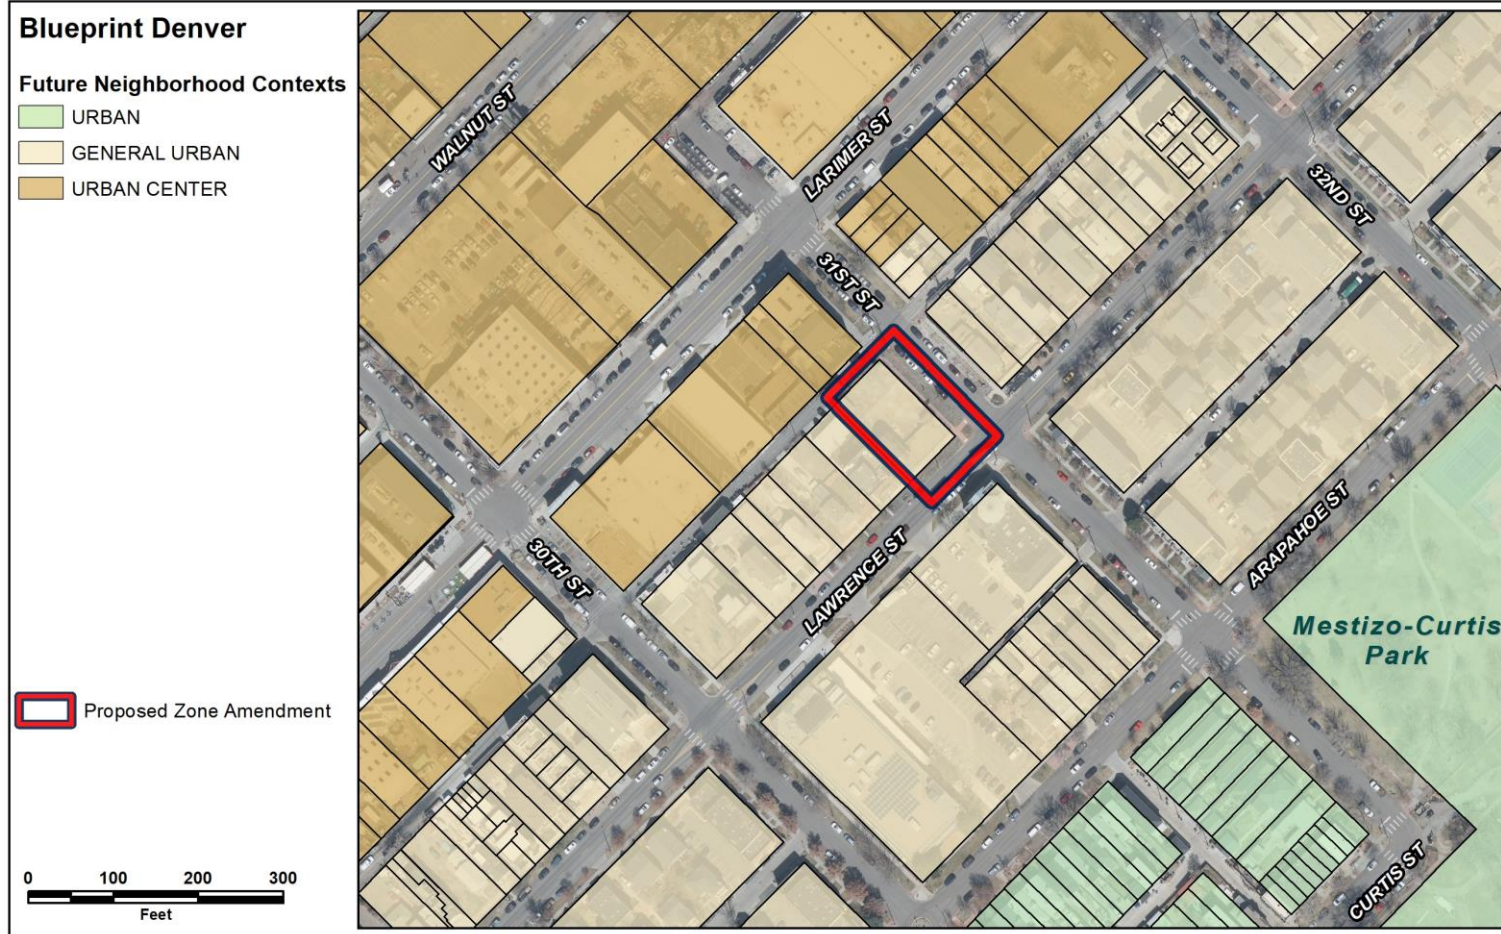 Blueprint Denver
Future Neighborhood Contexts
URBAN
GENERAL URBAN
URBAN CENTER
Proposed Zone Amendment
0 100 200 300
Feet
WALNUT ST
LARIMER ST
31ST ST
32ND ST
30TH ST
LAWRENCE ST
ARAPAHOE ST
Mestizo-Curtis
Park
CURTIS ST